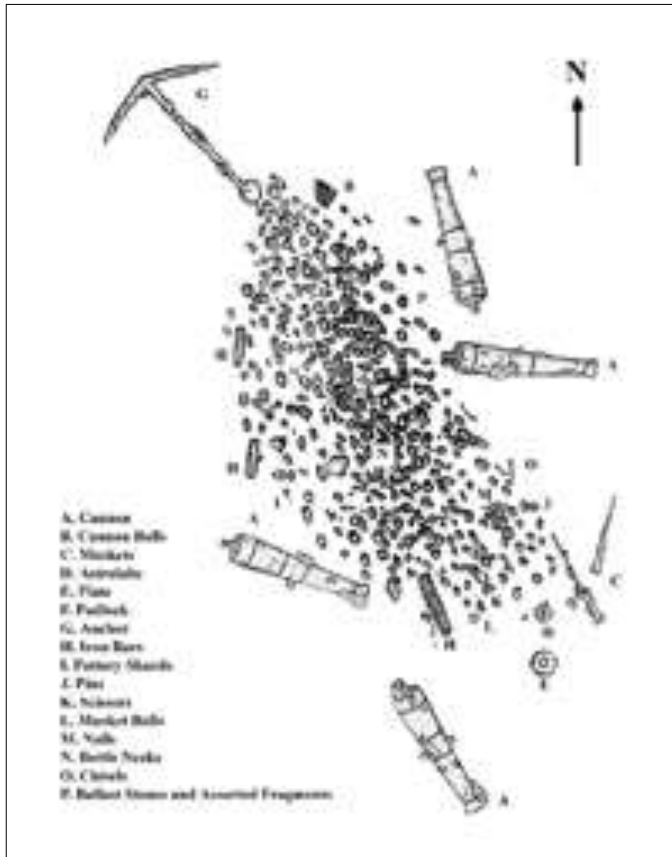 N
G
B
A
P
A
H
O
H
J
I
A
C
L
H
E
A
A. Cannon
B. Cannon Balls
C. Muskets
D. Astrolabe
E. Plate
F. Padlock
G. Anchor
H. Iron Bars
I. Pottery Shards
J. Pins
K. Scissors
L. Musket Balls
M. Nails
N. Bottle Necks
O. Chisels
P. Ballast Stones and Assorted Fragments